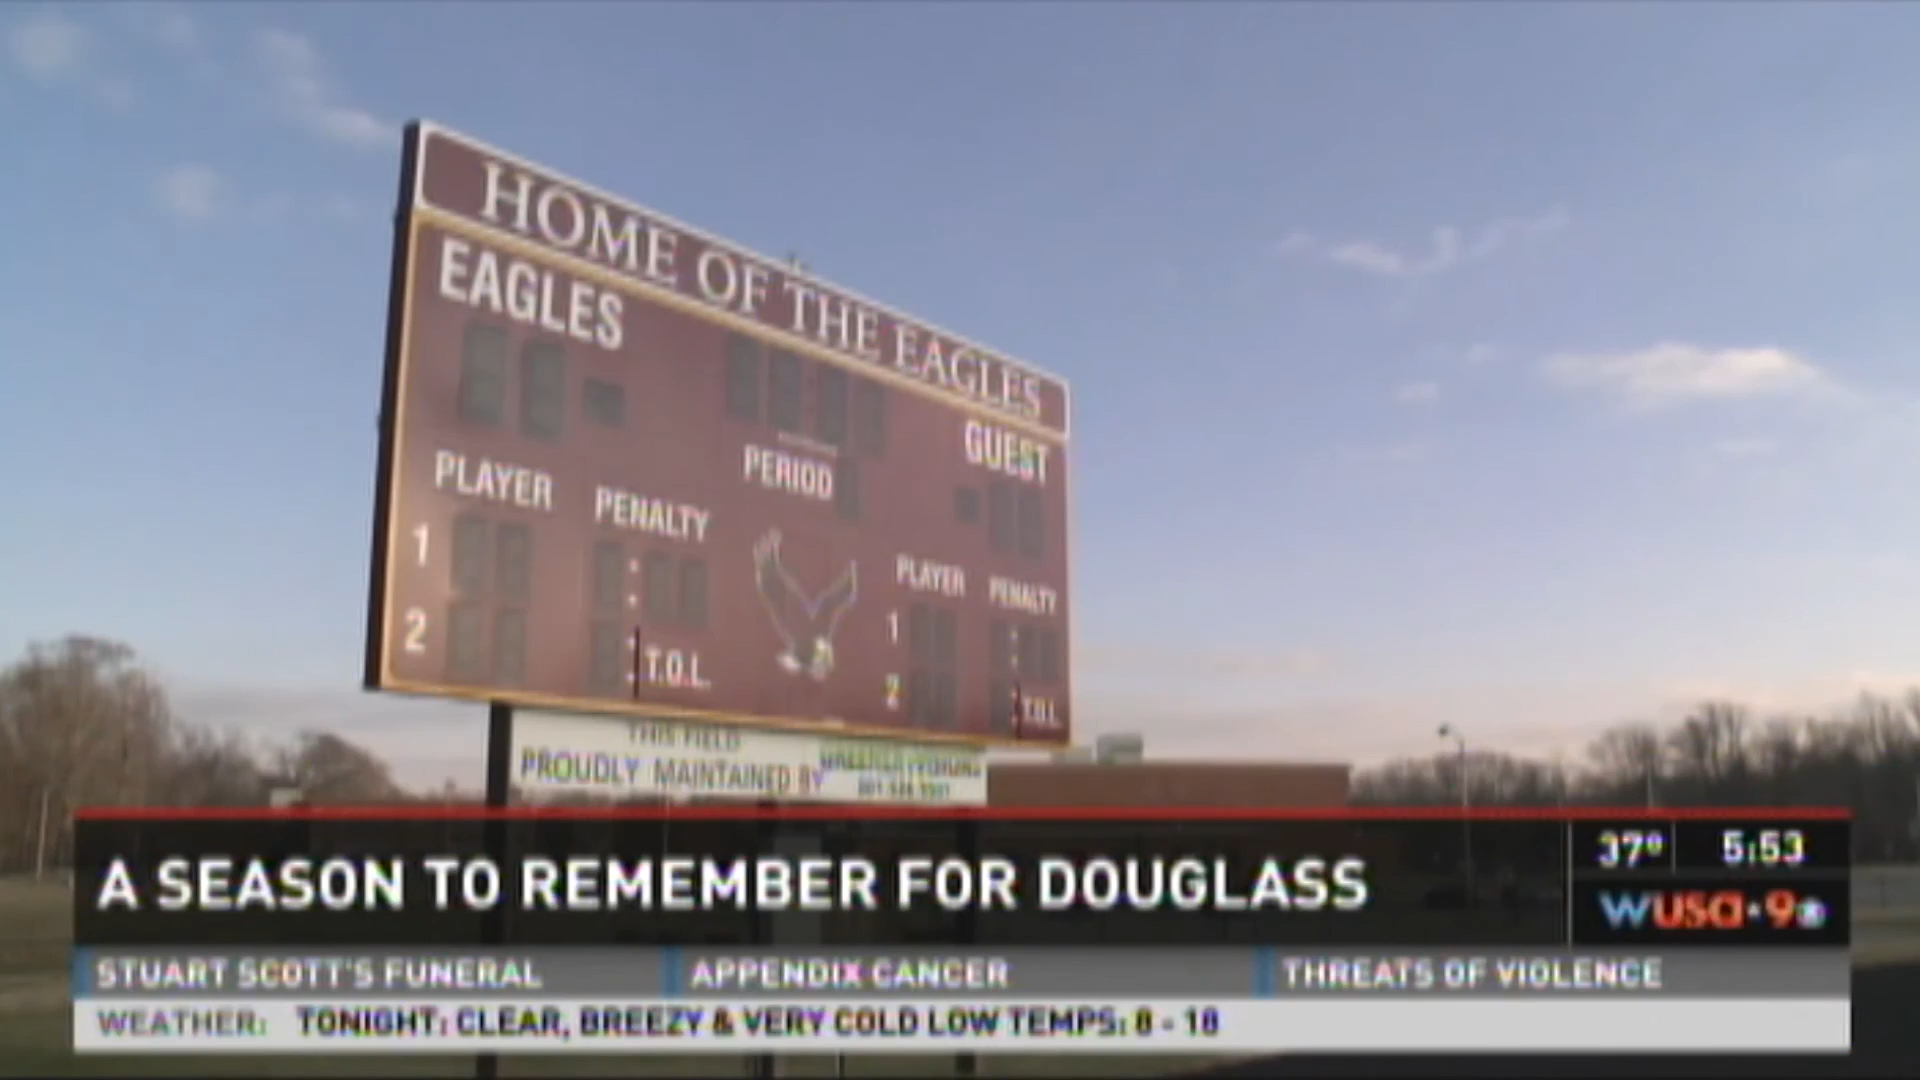 HOME OF THE EAGLES
EAGLES
GUEST
PERIOD
PLAYER PENALTY
PLAYER PENALTY
1
1
2
T.O.L.
2
T.O.L.
THIS FIELD
PROUDLY MAINTAINED BY
A SEASON TO REMEMBER FOR DOUGLASS
37° 5:53
WUSA•9
STUART SCOTT'S FUNERAL APPENDIX CANCER THREATS OF VIOLENCE
WEATHER: TONIGHT: CLEAR, BREEZY & VERY COLD LOW TEMPS: 8 - 18